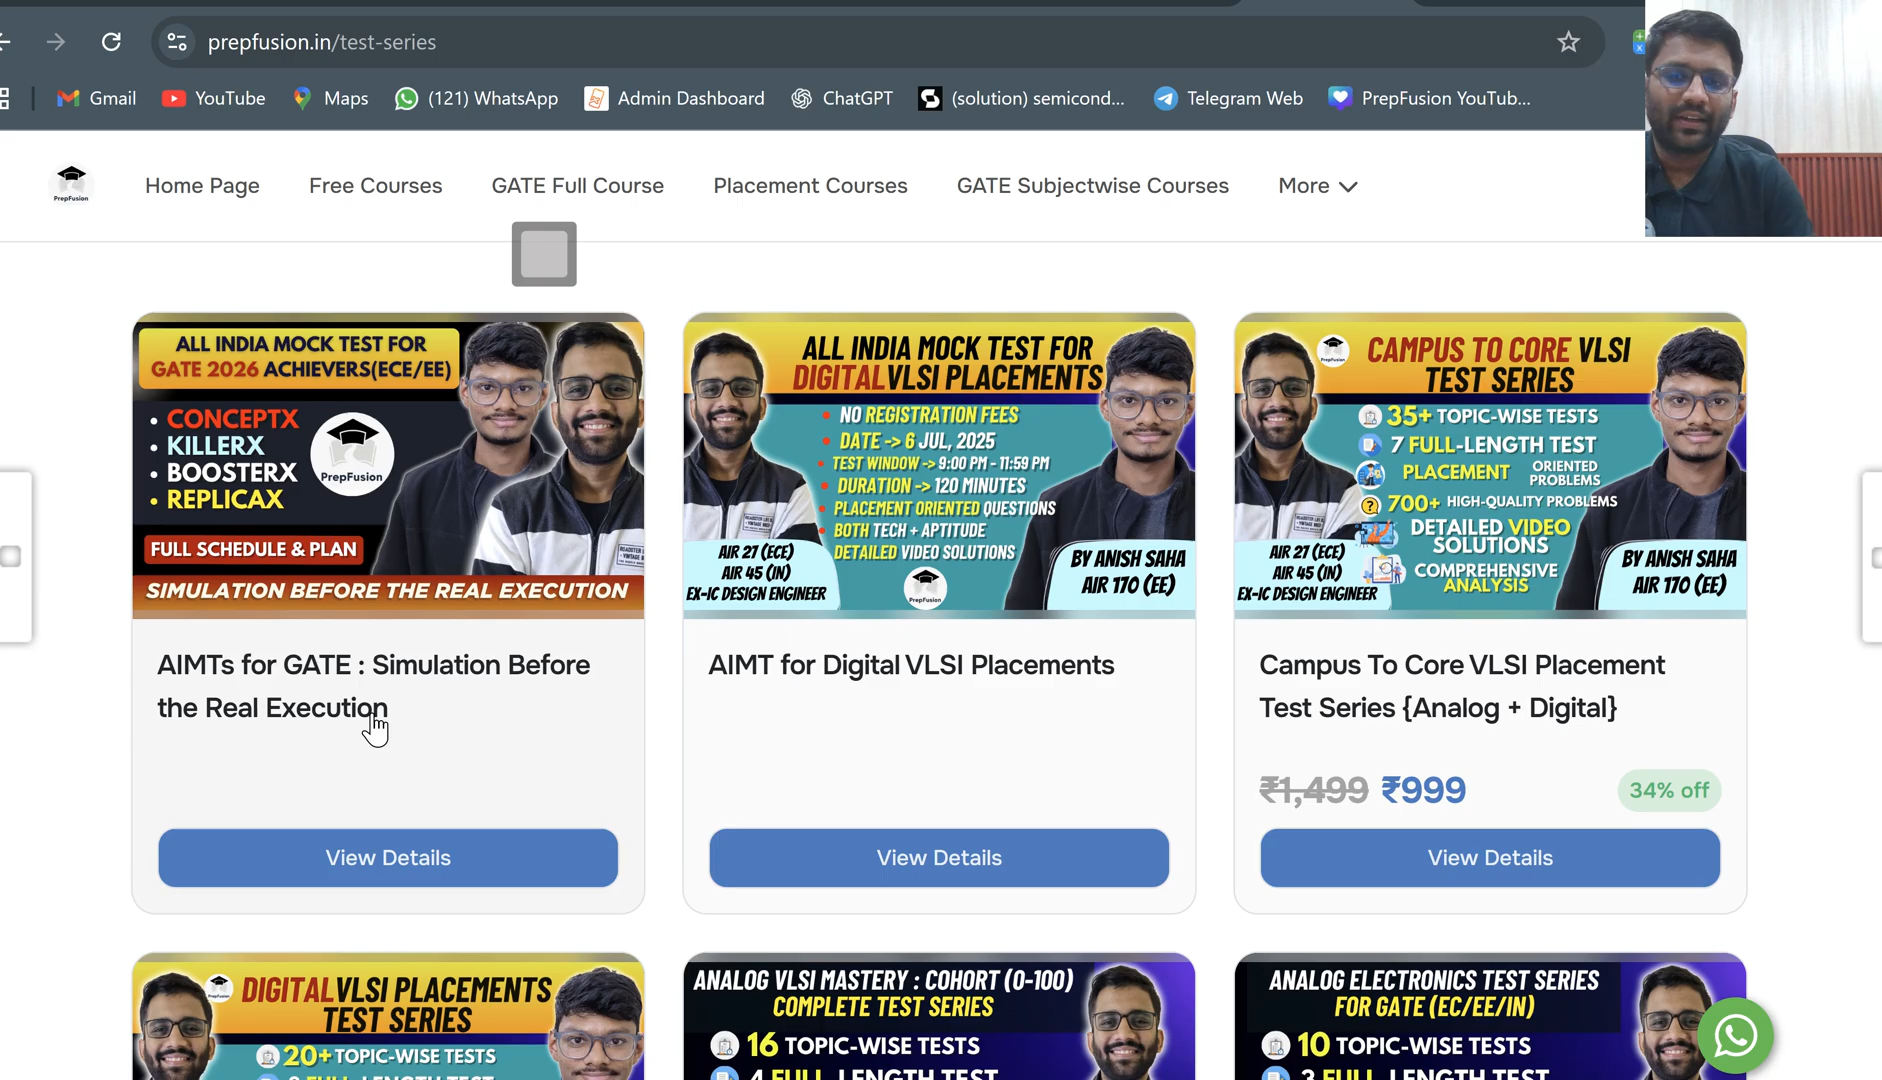 prepfusion.in/test-series
Gmail
YouTube
Maps
(121) WhatsApp
Admin Dashboard
ChatGPT
(solution) semicond...
Telegram Web
PrepFusion YouTub...
PrepFusion
Home Page
Free Courses
GATE Full Course
Placement Courses
GATE Subjectwise Courses
More
ALL INDIA MOCK TEST FOR
GATE 2026 ACHIEVERS(ECE/EE)
• CONCEPTX
• KILLERX
• BOOSTERX
• REPLICAX
PrepFusion
FULL SCHEDULE & PLAN
SIMULATION BEFORE THE REAL EXECUTION
AIMTs for GATE : Simulation Before
the Real Execution
View Details
ALL INDIA MOCK TEST FOR
DIGITAL VLSI PLACEMENTS
• NO REGISTRATION FEES
• DATE -> 6 JUL, 2025
• TEST WINDOW -> 9:00 PM - 11:59 PM
• DURATION -> 120 MINUTES
• PLACEMENT ORIENTED QUESTIONS
• BOTH TECH + APTITUDE
• DETAILED VIDEO SOLUTIONS
AIR 27 (ECE)
AIR 45 (IN)
EX-IC DESIGN ENGINEER
PrepFusion
BY ANISH SAHA
AIR 170 (EE)
AIMT for Digital VLSI Placements
View Details
PrepFusion
CAMPUS TO CORE VLSI
TEST SERIES
35+ TOPIC-WISE TESTS
7 FULL-LENGTH TEST
PLACEMENT ORIENTED PROBLEMS
700+ HIGH-QUALITY PROBLEMS
DETAILED VIDEO
SOLUTIONS
COMPREHENSIVE
ANALYSIS
AIR 27 (ECE)
AIR 45 (IN)
EX-IC DESIGN ENGINEER
BY ANISH SAHA
AIR 170 (EE)
Campus To Core VLSI Placement
Test Series {Analog + Digital}
₹1,499 ₹999
34% off
View Details
DIGITAL VLSI PLACEMENTS
TEST SERIES
20+ TOPIC-WISE TESTS
ANALOG VLSI MASTERY : COHORT (0-100)
COMPLETE TEST SERIES
16 TOPIC-WISE TESTS
4 FULL-LENGTH TEST
ANALOG ELECTRONICS TEST SERIES
FOR GATE (EC/EE/IN)
10 TOPIC-WISE TESTS
3 FULL-LENGTH TEST